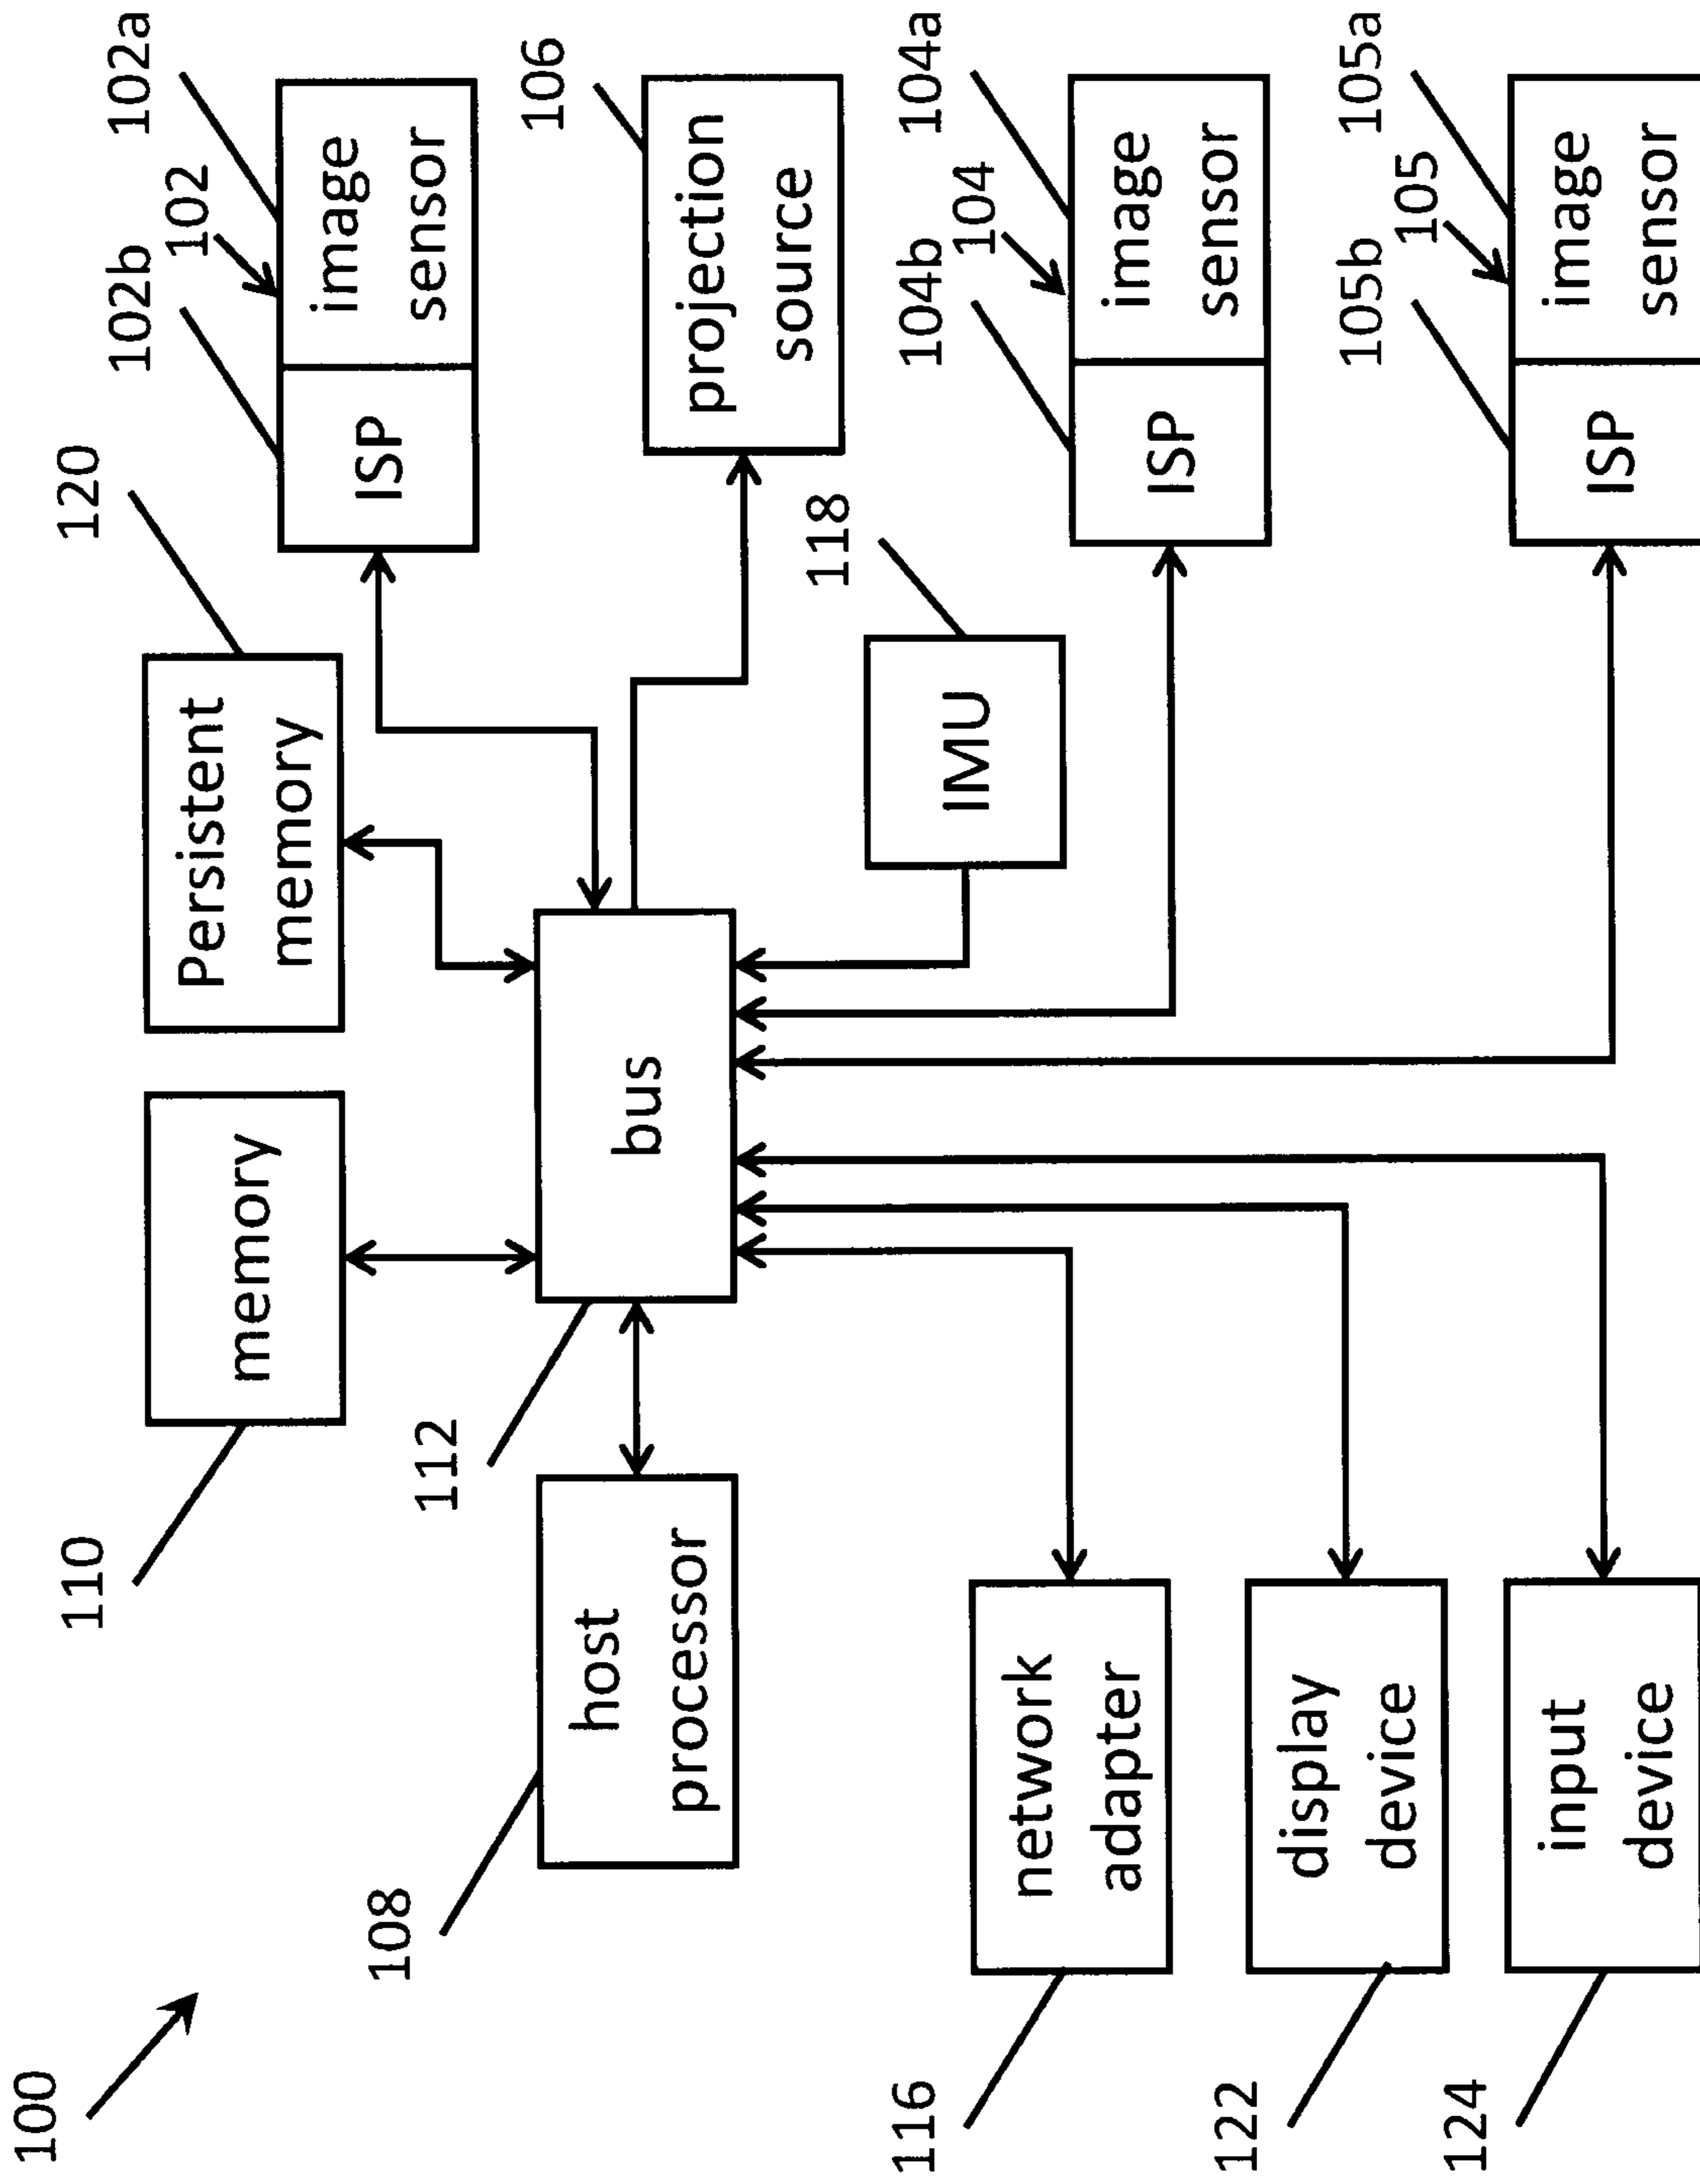 100
110
120
102b
102
102a
memory
Persistent
memory
ISP
image
sensor
108
112
106
host
processor
bus
projection
source
118
IMU
116
104b
104
104a
network
adapter
ISP
image
sensor
122
display
device
124
105b
105
105a
input
device
ISP
image
sensor